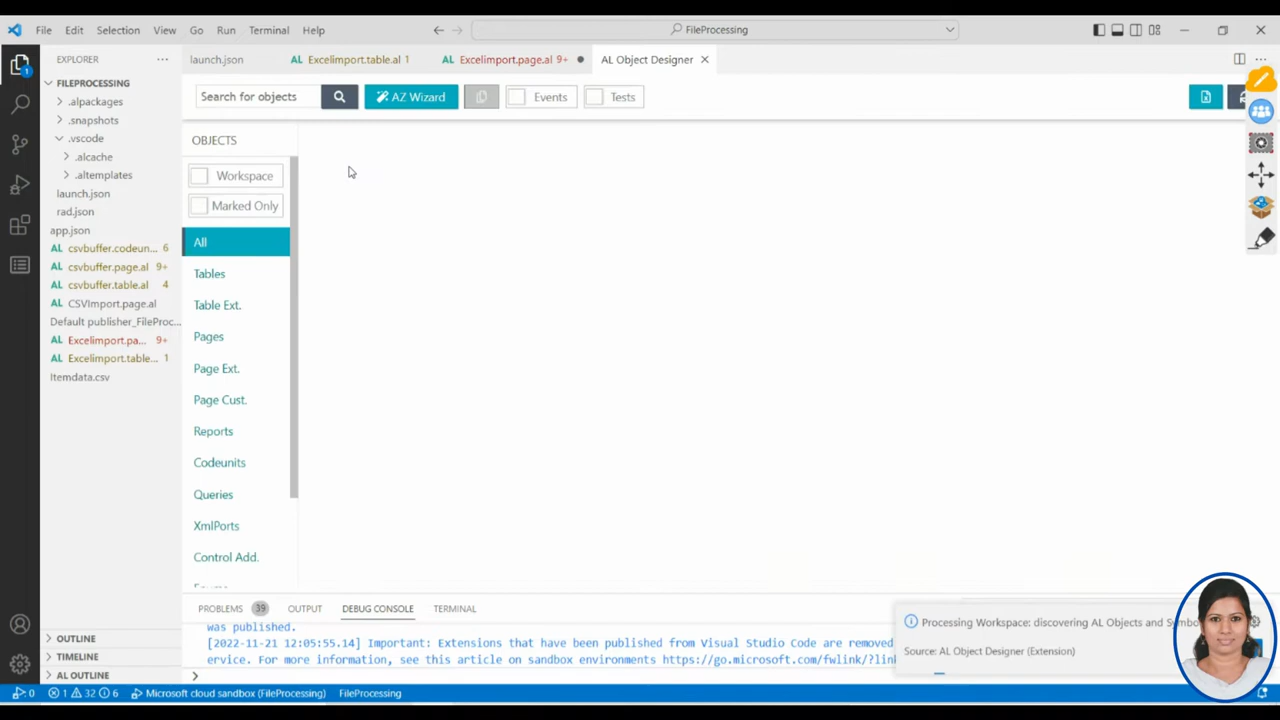 File Edit Selection View Go Run Terminal Help
FileProcessing
EXPLORER
launch.json
AL Excelimport.table.al 1
AL Excelimport.page.al 9+
AL Object Designer
FILEPROCESSING
.alpackages
.snapshots
.vscode
.alcache
.altemplates
launch.json
rad.json
app.json
AL csvbuffer.codeun... 6
AL csvbuffer.page.al 9+
AL csvbuffer.table.al 4
AL CSVImport.page.al
Default publisher_FileProc...
AL Excelimport.pa... 9+
AL Excelimport.table... 1
Itemdata.csv
OUTLINE
TIMELINE
AL OUTLINE
Search for objects
AZ Wizard
Events
Tests
OBJECTS
Workspace
Marked Only
All
Tables
Table Ext.
Pages
Page Ext.
Page Cust.
Reports
Codeunits
Queries
XmlPorts
Control Add.
PROBLEMS 39 OUTPUT DEBUG CONSOLE TERMINAL
was published.
[2022-11-21 12:05:55.14] Important: Extensions that have been published from Visual Studio Code are removed
ervice. For more information, see this article on sandbox environments https://go.microsoft.com/fwlink/?link
Processing Workspace: discovering AL Objects and Symbo
Source: AL Object Designer (Extension)
0 1 32 6 Microsoft cloud sandbox (FileProcessing) FileProcessing